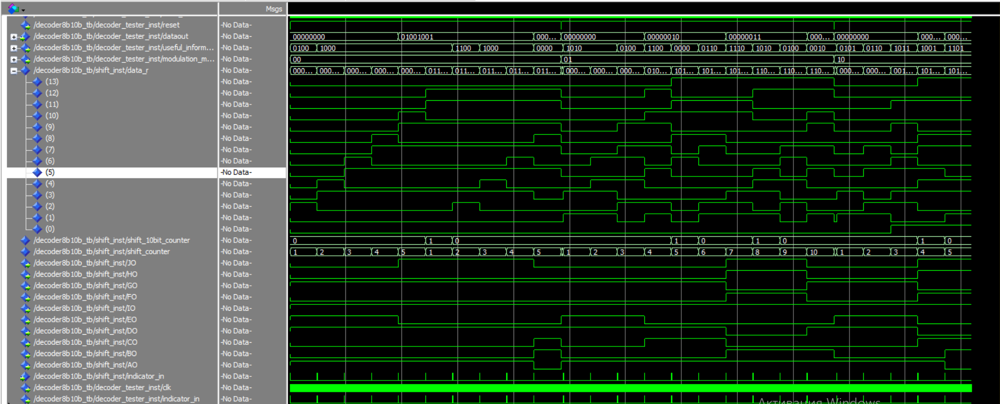 Msgs
/decoder8b10b_tb/decoder_tester_inst/reset -No Data-
/decoder8b10b_tb/decoder_tester_inst/dataout -No Data- 00000000 01001001 000... 00000000 00000010 00000011 000... 00000000 000... 000...
/decoder8b10b_tb/decoder_tester_inst/useful_inform... -No Data- 0100 1000 1100 1000 0000 1010 0100 1100 0000 0110 1110 1010 0100 0010 0101 0110 1011 1001 1101
/decoder8b10b_tb/decoder_tester_inst/modulation_m... -No Data- 00 01 10
/decoder8b10b_tb/shift_inst/data_r -No Data- 000... 000... 000... 000... 000... 011... 011... 011... 011... 011... 000... 000... 000... 010... 101... 101... 101... 110... 110... 110... 000... 000... 001... 101... 101...
(13) -No Data-
(12) -No Data-
(11) -No Data-
(10) -No Data-
(9) -No Data-
(8) -No Data-
(7) -No Data-
(6) -No Data-
(5) -No Data-
(4) -No Data-
(3) -No Data-
(2) -No Data-
(1) -No Data-
(0) -No Data-
/decoder8b10b_tb/shift_inst/shift_10bit_counter -No Data- 0 1 0 1 0 1 0 1 0
/decoder8b10b_tb/shift_inst/shift_counter -No Data- 1 2 3 4 5 1 2 3 4 5 1 2 3 4 5 6 7 8 9 10 1 2 3 4 5
/decoder8b10b_tb/shift_inst/JO -No Data-
/decoder8b10b_tb/shift_inst/HO -No Data-
/decoder8b10b_tb/shift_inst/GO -No Data-
/decoder8b10b_tb/shift_inst/FO -No Data-
/decoder8b10b_tb/shift_inst/IO -No Data-
/decoder8b10b_tb/shift_inst/EO -No Data-
/decoder8b10b_tb/shift_inst/DO -No Data-
/decoder8b10b_tb/shift_inst/CO -No Data-
/decoder8b10b_tb/shift_inst/BO -No Data-
/decoder8b10b_tb/shift_inst/AO -No Data-
/decoder8b10b_tb/shift_inst/indicator_in -No Data-
/decoder8b10b_tb/decoder_tester_inst/clk -No Data-
/decoder8b10b_tb/decoder_tester_inst/indicator_in -No Data-
Активация Windows